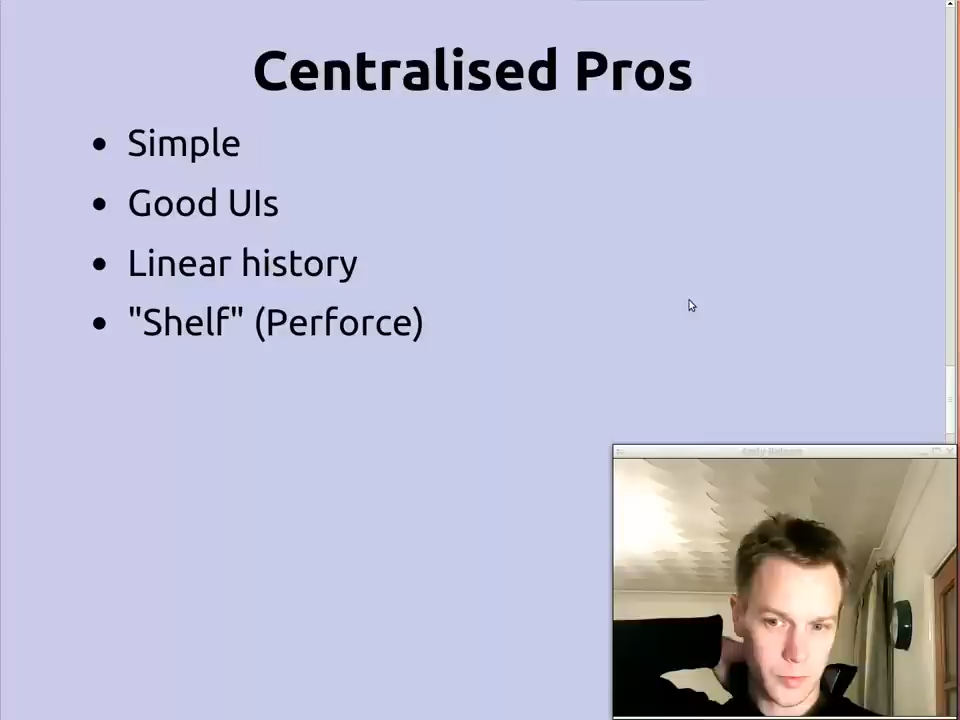 Centralised Pros
• Simple
• Good UIs
• Linear history
• "Shelf" (Perforce)